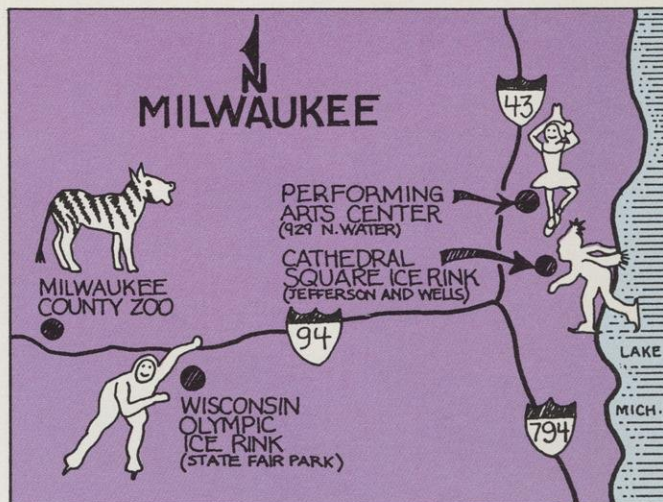 N
MILWAUKEE
43
PERFORMING
ARTS CENTER
(929 N. WATER)
CATHEDRAL
SQUARE ICE RINK
(JEFFERSON AND WELLS)
MILWAUKEE
COUNTY ZOO
94
LAKE
MICH.
WISCONSIN
OLYMPIC
ICE RINK
(STATE FAIR PARK)
794